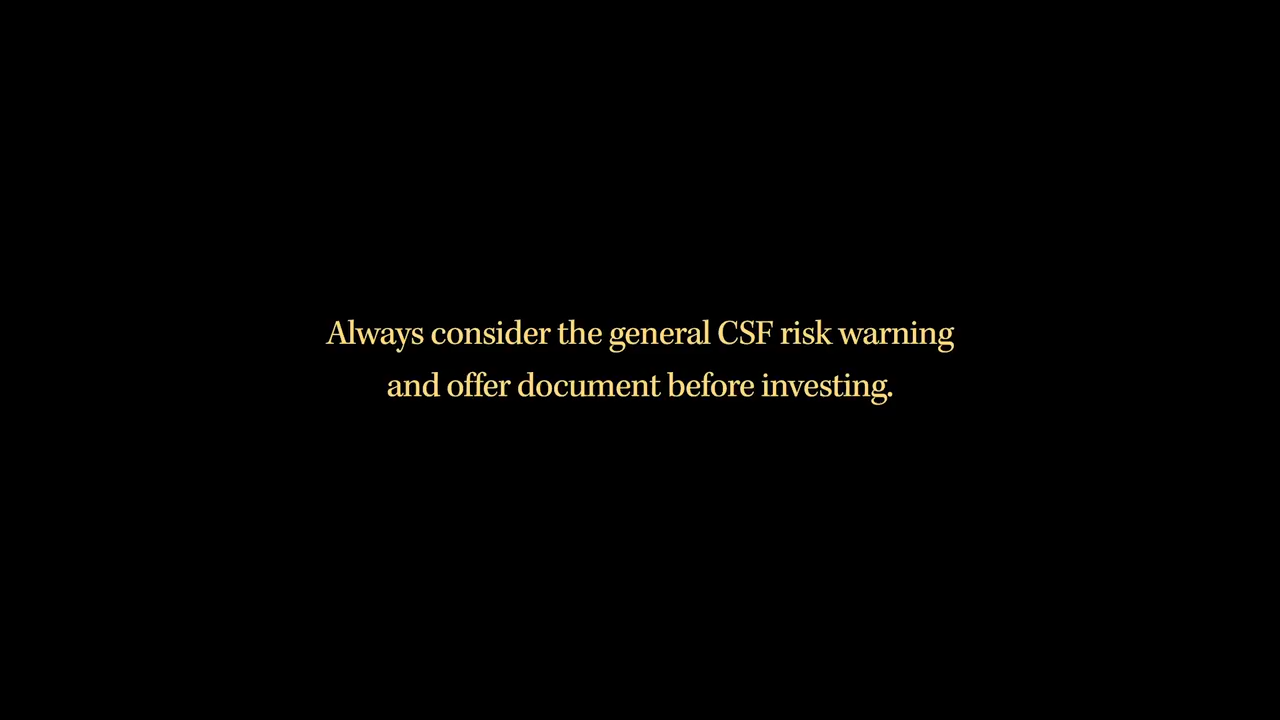 Always consider the general CSF risk warning
and offer document before investing.